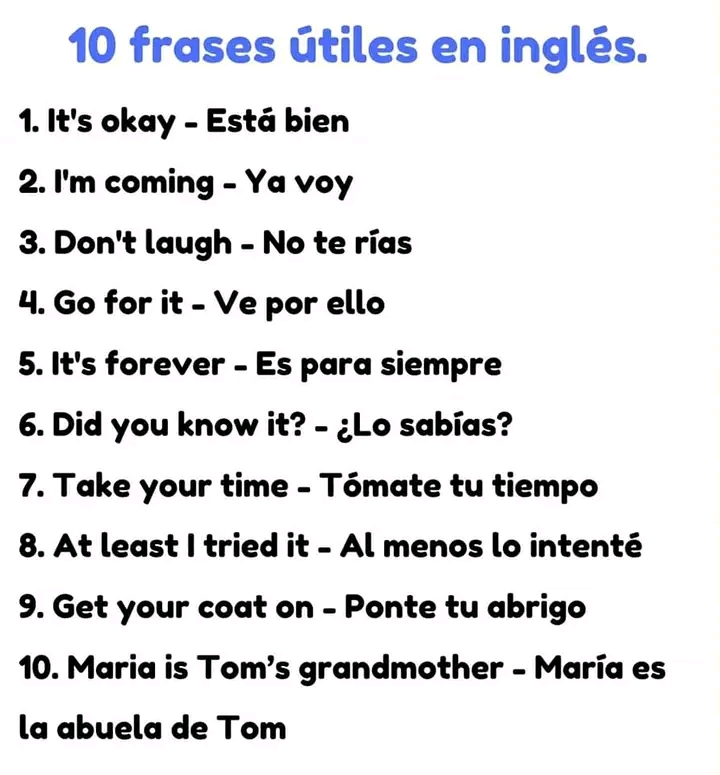 10 frases útiles en inglés.
1. It's okay - Está bien
2. I'm coming - Ya voy
3. Don't laugh - No te rías
4. Go for it - Ve por ello
5. It's forever - Es para siempre
6. Did you know it? - ¿Lo sabías?
7. Take your time - Tómate tu tiempo
8. At least I tried it - Al menos lo intenté
9. Get your coat on - Ponte tu abrigo
10. Maria is Tom’s grandmother - María es
la abuela de Tom